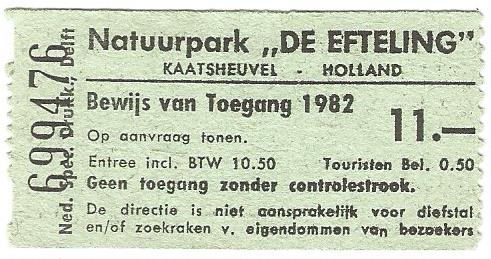 699476
Ned. Spec. Drukk., Delft
Natuurpark „DE EFTELING"
KAATSHEUVEL - HOLLAND
Bewijs van Toegang 1982
11.—
Op aanvraag tonen.
Entree incl. BTW 10.50 Touristen Bel. 0.50
Geen toegang zonder controlestrook.
De directie is niet aansprakelijk voor diefstal
en/of zoekraken v. eigendommen van bezoekers